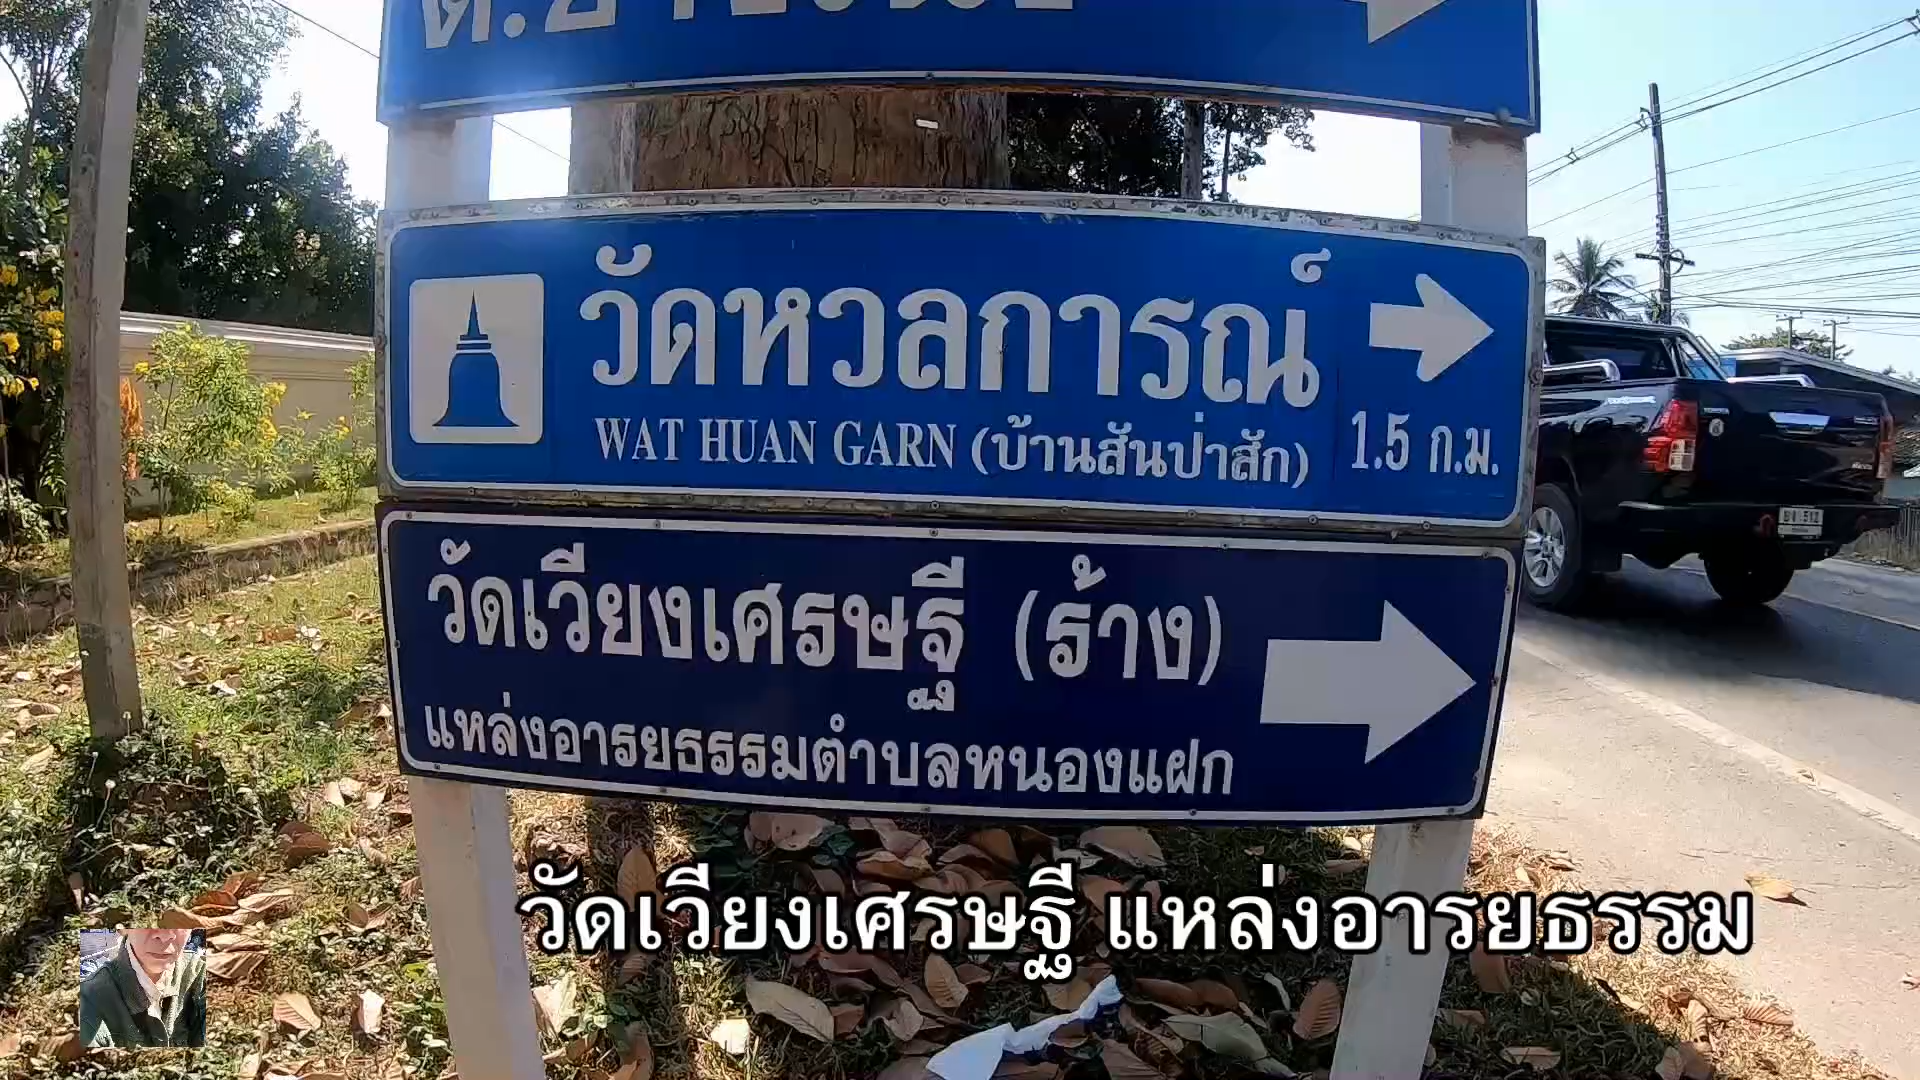 วัดหวลการณ์
WAT HUAN GARN (บ้านสันป่าสัก) 1.5 ก.ม.
วัดเวียงเศรษฐี (ร้าง)
แหล่งอารยธรรมตำบลหนองแฝก
วัดเวียงเศรษฐี แหล่งอารยธรรม